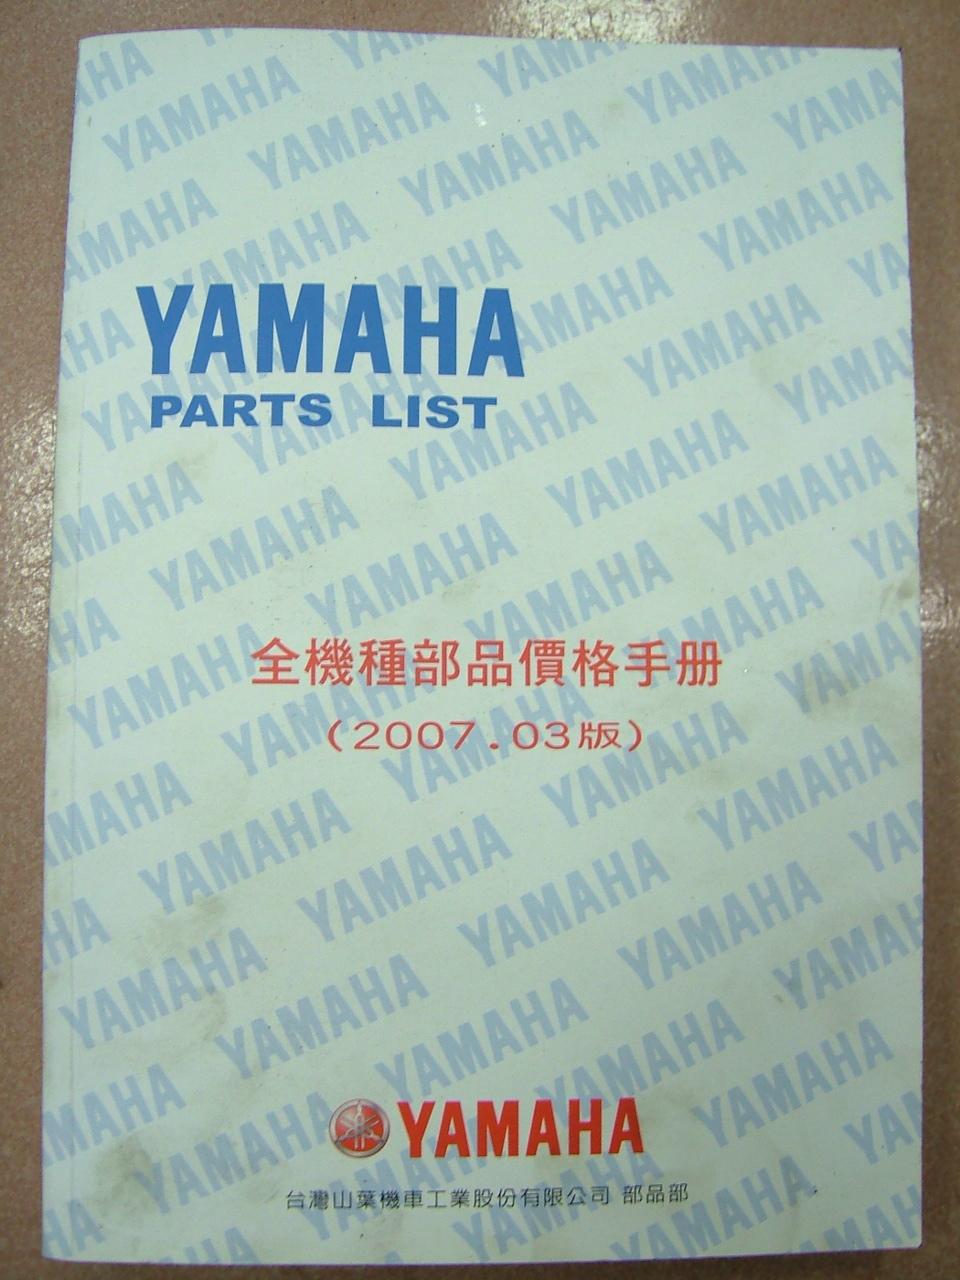 YAMAHA
PARTS LIST
全機種部品價格手册
(2007.03版)
YAMAHA
台灣山葉機車工業股份有限公司 部品部